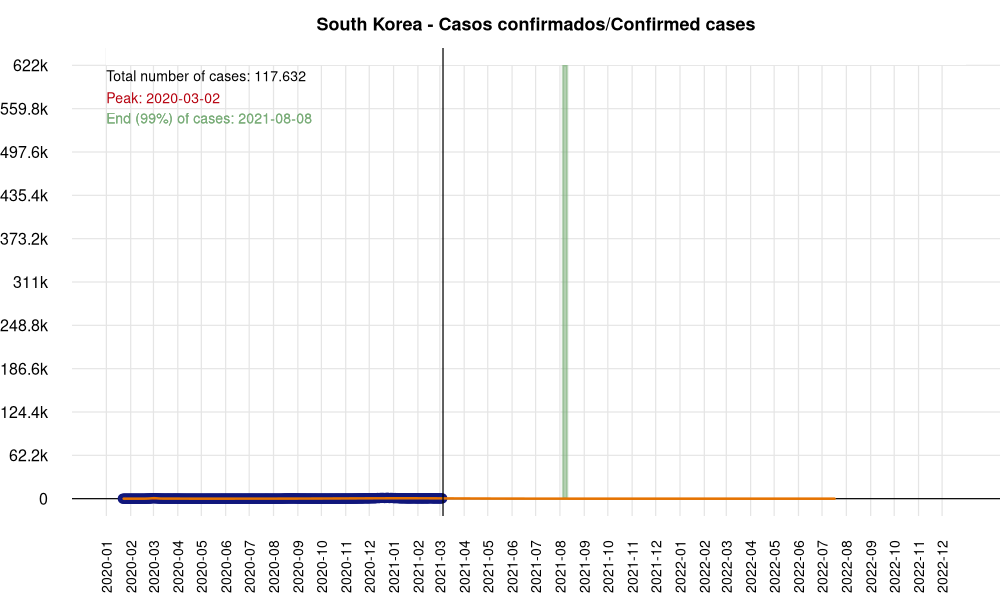 South Korea - Casos confirmados/Confirmed cases
622k
Total number of cases: 117.632
Peak: 2020-03-02
559.8k
End (99%) of cases: 2021-08-08
497.6k
435.4k
373.2k
311k
248.8k
186.6k
124.4k
62.2k
0
2020-01
2020-02
2020-03
2020-04
2020-05
2020-06
2020-07
2020-08
2020-09
2020-10
2020-11
2020-12
2021-01
2021-02
2021-03
2021-04
2021-05
2021-06
2021-07
2021-08
2021-09
2021-10
2021-11
2021-12
2022-01
2022-02
2022-03
2022-04
2022-05
2022-06
2022-07
2022-08
2022-09
2022-10
2022-11
2022-12